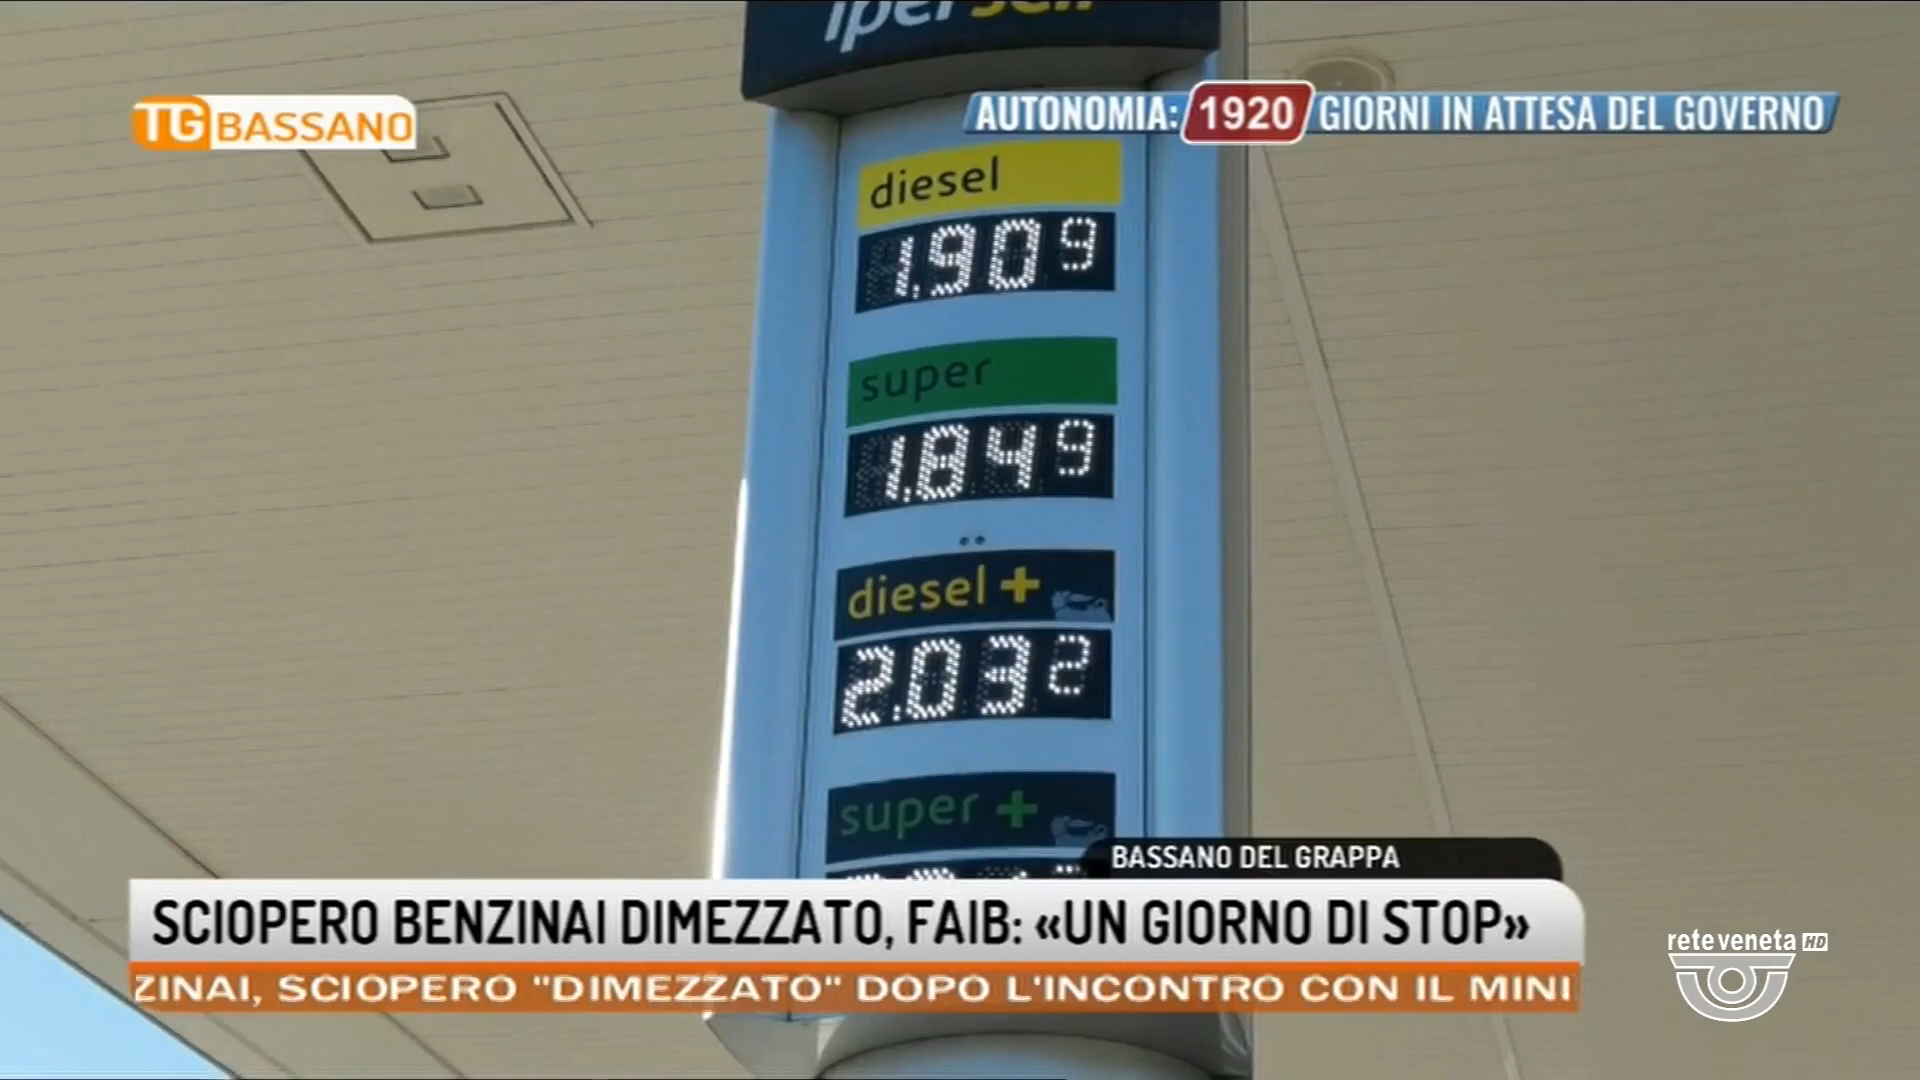 iperself
TG BASSANO
AUTONOMIA: 1920 GIORNI IN ATTESA DEL GOVERNO
diesel
1.909
super
1.849
diesel+
2.032
super+
BASSANO DEL GRAPPA
SCIOPERO BENZINAI DIMEZZATO, FAIB: «UN GIORNO DI STOP»
ZINAI, SCIOPERO "DIMEZZATO" DOPO L'INCONTRO CON IL MINI
reteveneta HD